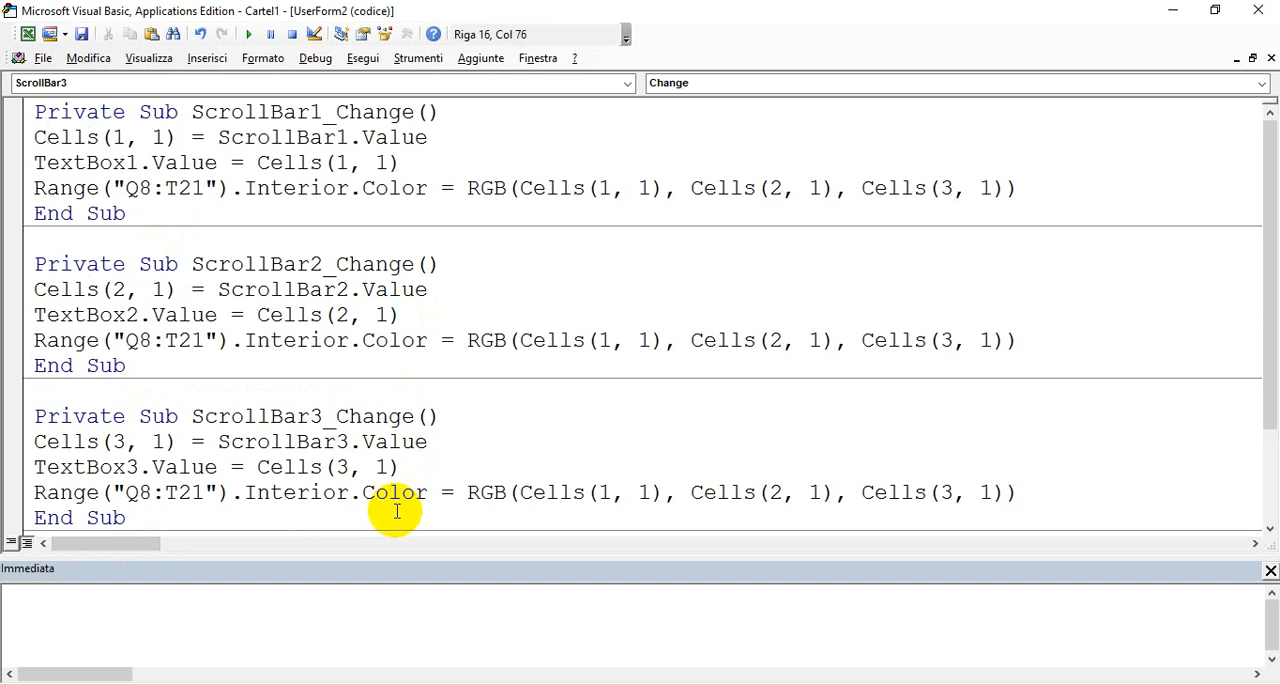 Microsoft Visual Basic, Applications Edition - Cartel1 - [UserForm2 (codice)]
Riga 16, Col 76
File Modifica Visualizza Inserisci Formato Debug Esegui Strumenti Aggiunte Finestra ?
ScrollBar3 Change
Private Sub ScrollBar1_Change()
Cells(1, 1) = ScrollBar1.Value
TextBox1.Value = Cells(1, 1)
Range("Q8:T21").Interior.Color = RGB(Cells(1, 1), Cells(2, 1), Cells(3, 1))
End Sub
Private Sub ScrollBar2_Change()
Cells(2, 1) = ScrollBar2.Value
TextBox2.Value = Cells(2, 1)
Range("Q8:T21").Interior.Color = RGB(Cells(1, 1), Cells(2, 1), Cells(3, 1))
End Sub
Private Sub ScrollBar3_Change()
Cells(3, 1) = ScrollBar3.Value
TextBox3.Value = Cells(3, 1)
Range("Q8:T21").Interior.Color = RGB(Cells(1, 1), Cells(2, 1), Cells(3, 1))
End Sub
Immediata